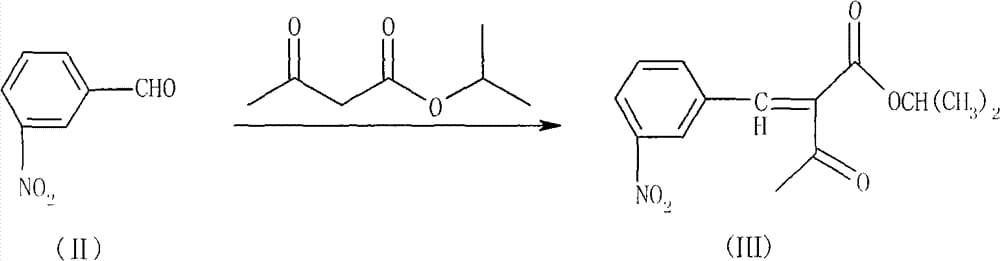 CHO
NO2
(II)
O
O
O
O
OCH(CH3)2
H
O
NO2
(III)